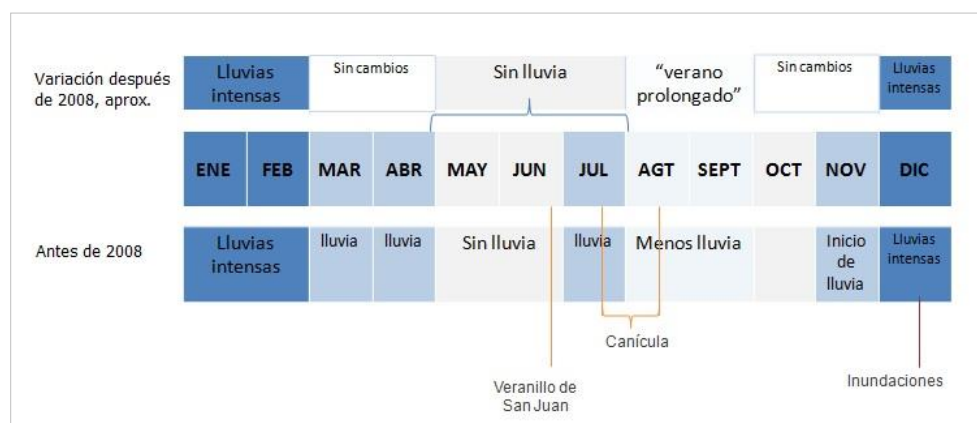 Variación después
de 2008, aprox.
Lluvias
intensas
Sin cambios
Sin lluvia
“verano
prolongado”
Sin cambios
Lluvias
intensas
ENE FEB MAR ABR MAY JUN JUL AGT SEPT OCT NOV DIC
Antes de 2008
Lluvias
intensas
lluvia
lluvia
Sin lluvia
lluvia
Menos lluvia
Inicio
de
lluvia
Lluvias
intensas
Canícula
Veranillo de
San Juan
Inundaciones